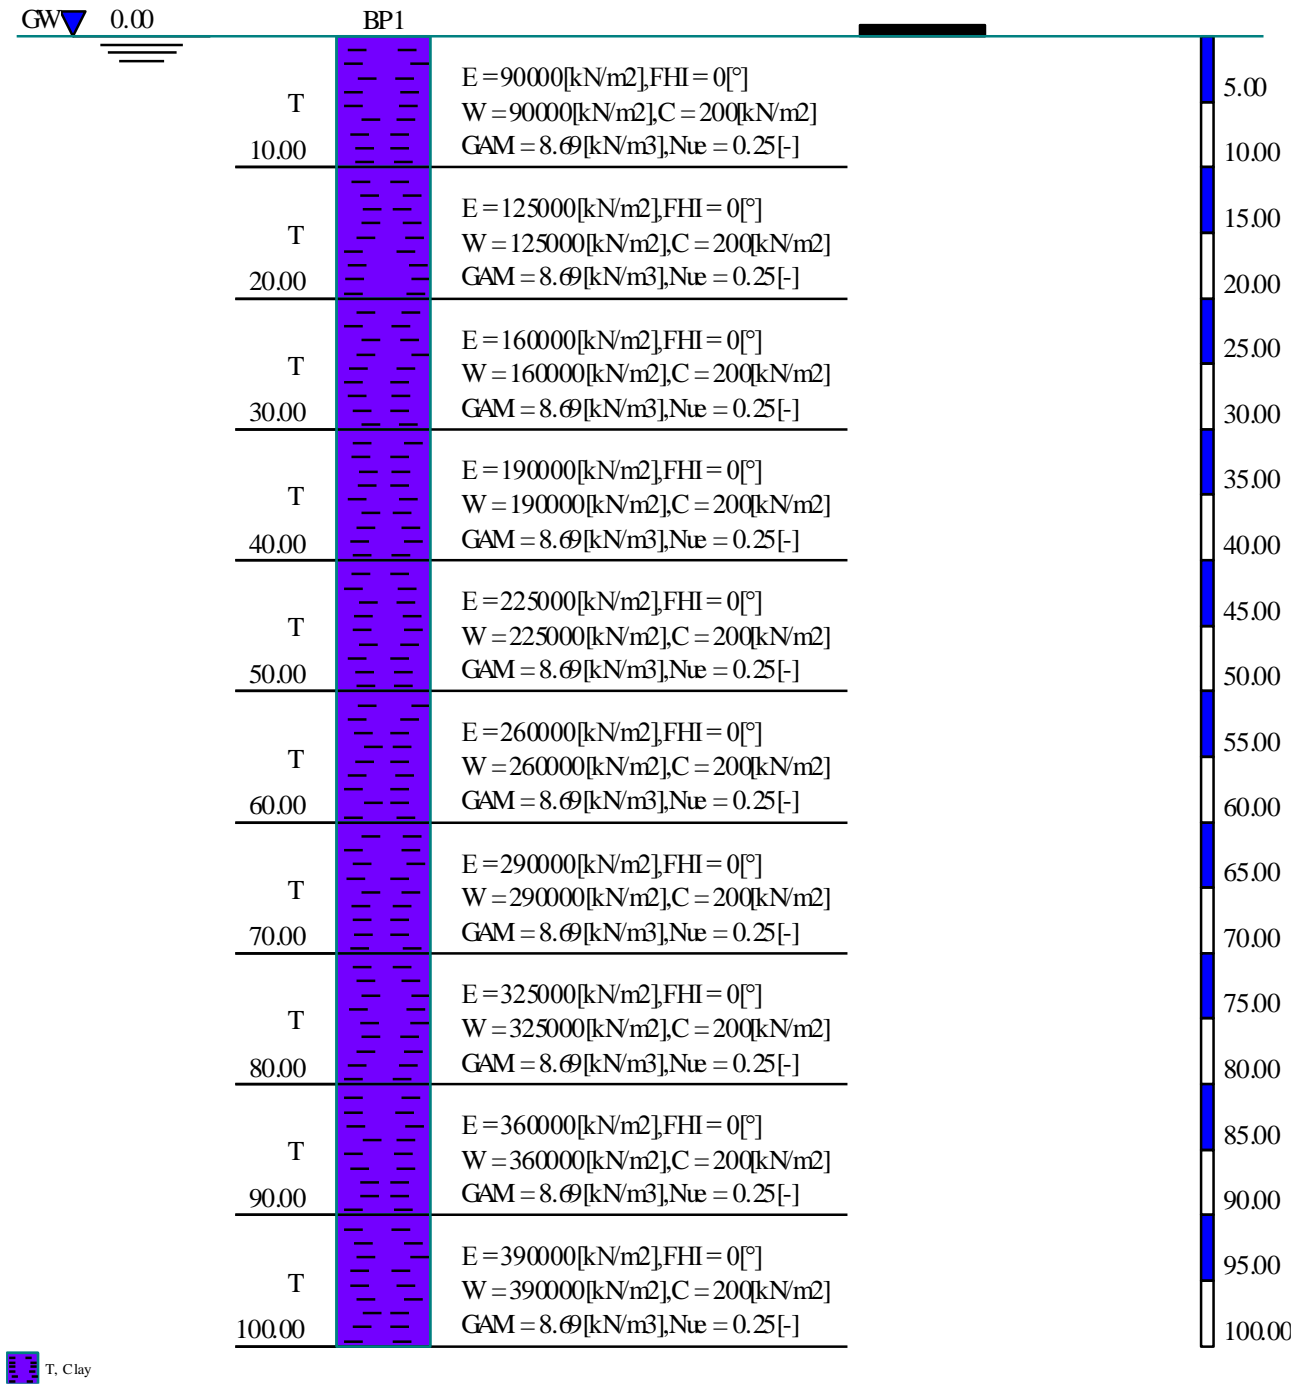 GW 0.00 BP1
E = 90000[kN/m2],FHI = 0[°]
5.00
T
W = 90000[kN/m2],C = 200[kN/m2]
10.00
GAM = 8.69[kN/m3],Nue = 0.25[-]
10.00
E = 125000[kN/m2],FHI = 0[°]
15.00
T
W = 125000[kN/m2],C = 200[kN/m2]
20.00
GAM = 8.69[kN/m3],Nue = 0.25[-]
20.00
E = 160000[kN/m2],FHI = 0[°]
25.00
T
W = 160000[kN/m2],C = 200[kN/m2]
30.00
GAM = 8.69[kN/m3],Nue = 0.25[-]
30.00
E = 190000[kN/m2],FHI = 0[°]
35.00
T
W = 190000[kN/m2],C = 200[kN/m2]
40.00
GAM = 8.69[kN/m3],Nue = 0.25[-]
40.00
E = 225000[kN/m2],FHI = 0[°]
45.00
T
W = 225000[kN/m2],C = 200[kN/m2]
50.00
GAM = 8.69[kN/m3],Nue = 0.25[-]
50.00
E = 260000[kN/m2],FHI = 0[°]
55.00
T
W = 260000[kN/m2],C = 200[kN/m2]
60.00
GAM = 8.69[kN/m3],Nue = 0.25[-]
60.00
E = 290000[kN/m2],FHI = 0[°]
65.00
T
W = 290000[kN/m2],C = 200[kN/m2]
70.00
GAM = 8.69[kN/m3],Nue = 0.25[-]
70.00
E = 325000[kN/m2],FHI = 0[°]
75.00
T
W = 325000[kN/m2],C = 200[kN/m2]
80.00
GAM = 8.69[kN/m3],Nue = 0.25[-]
80.00
E = 360000[kN/m2],FHI = 0[°]
85.00
T
W = 360000[kN/m2],C = 200[kN/m2]
90.00
GAM = 8.69[kN/m3],Nue = 0.25[-]
90.00
E = 390000[kN/m2],FHI = 0[°]
95.00
T
W = 390000[kN/m2],C = 200[kN/m2]
100.00
GAM = 8.69[kN/m3],Nue = 0.25[-]
100.00
T, Clay